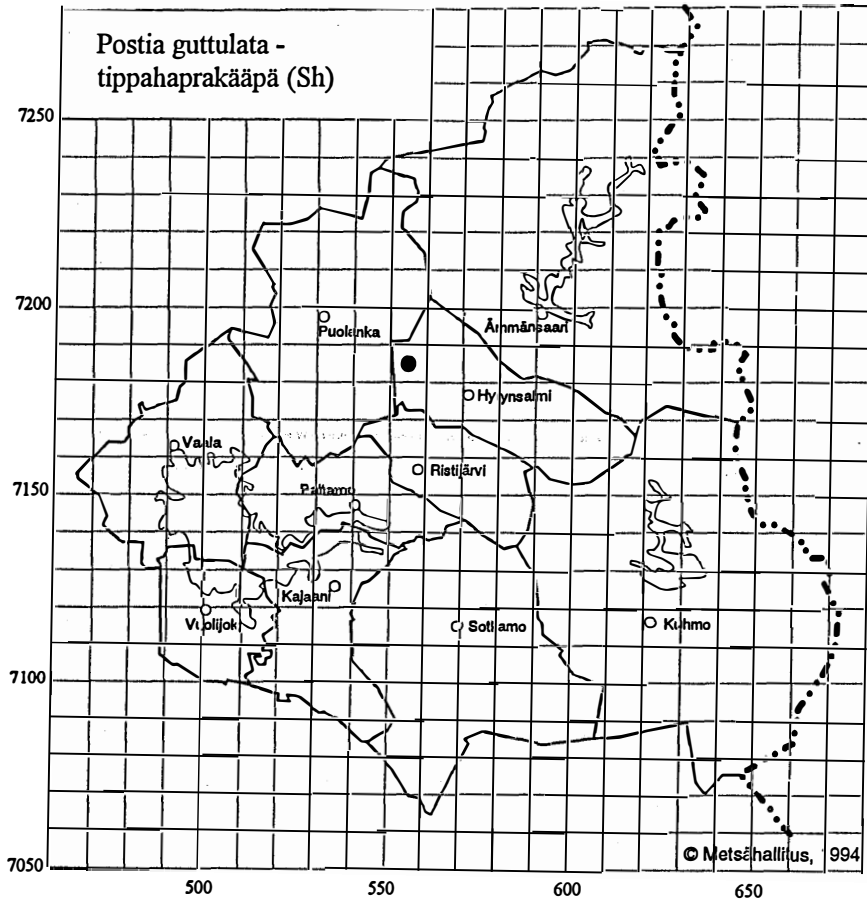 Postia guttulata -
tippahaprakääpä (Sh)
7250
7200
Ämmänsaari
Puolanka
Hyrynsalmi
Vaala
Ristijärvi
7150
Paltamo
Kajaani
Vuolijoki
Sotkamo
Kuhmo
7100
7050
© Metsähallitus, 1994
500
550
600
650